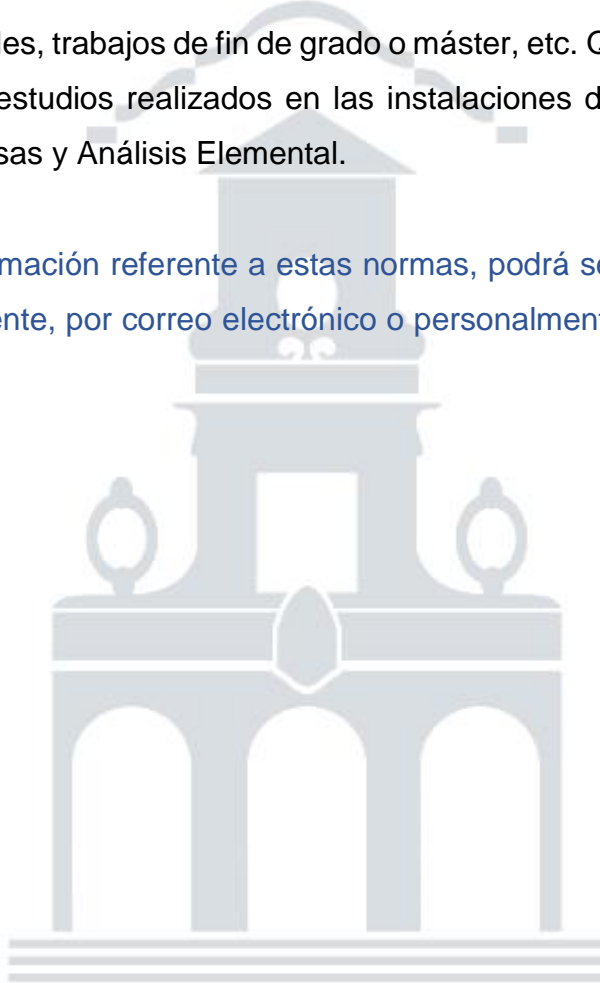 les, trabajos de fin de grado o máster, etc.
estudios realizados en las instalaciones d
sas y Análisis Elemental.
mación referente a estas normas, podrá s
ente, por correo electrónico o personalment